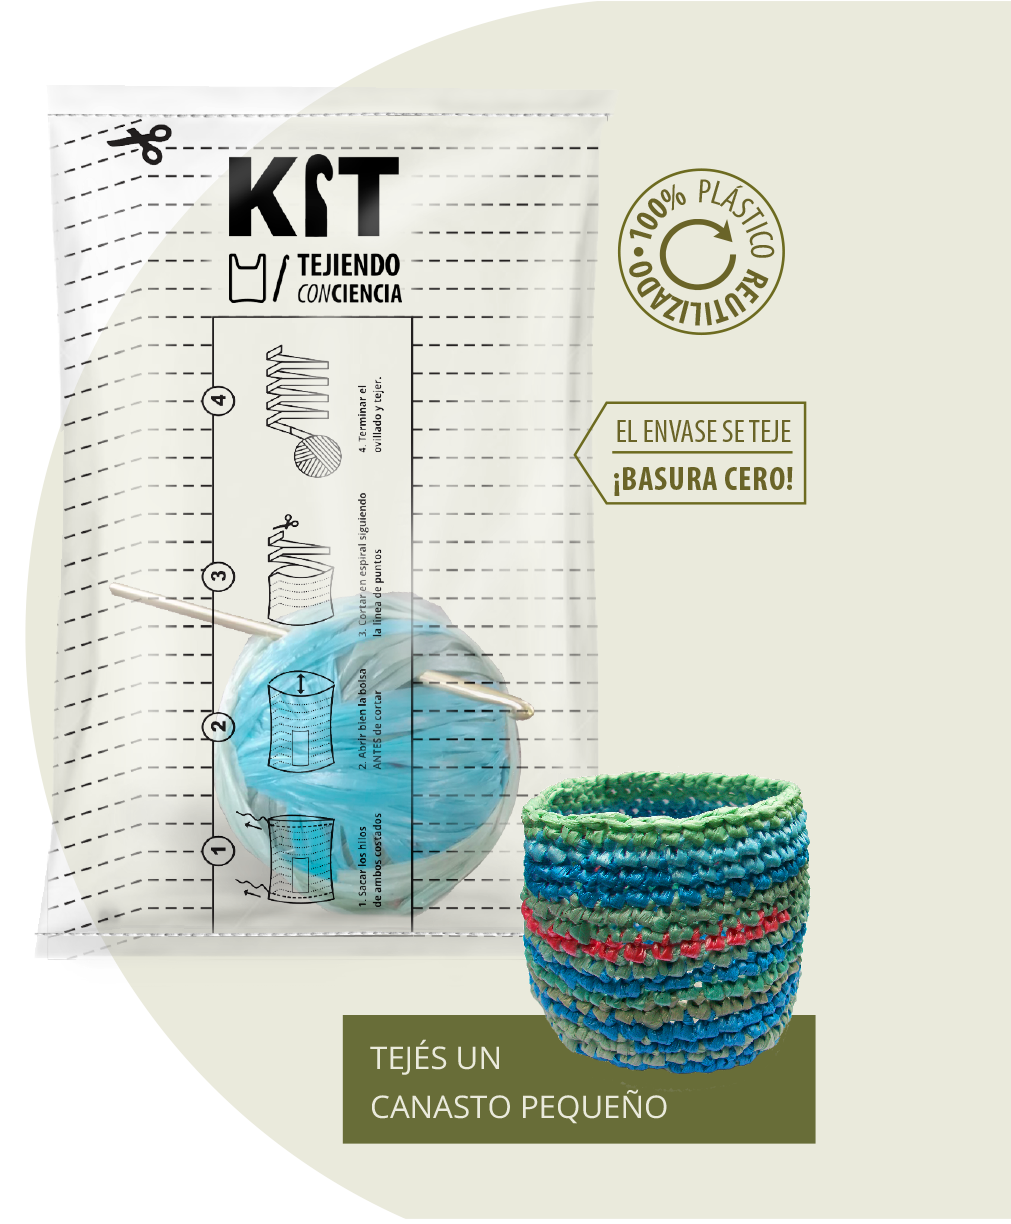 KIT
TEJIENDO
CONCIENCIA
100% PLÁSTICO REUTILIZADO •
EL ENVASE SE TEJE
¡BASURA CERO!
4
4. Terminar el
ovillado y tejer.
3
3. Cortar en espiral siguiendo
la línea de puntos
2
2. Abrir bien la bolsa
ANTES de cortar
1
1. Sacar los hilos
de ambos costados
TEJÉS UN
CANASTO PEQUEÑO